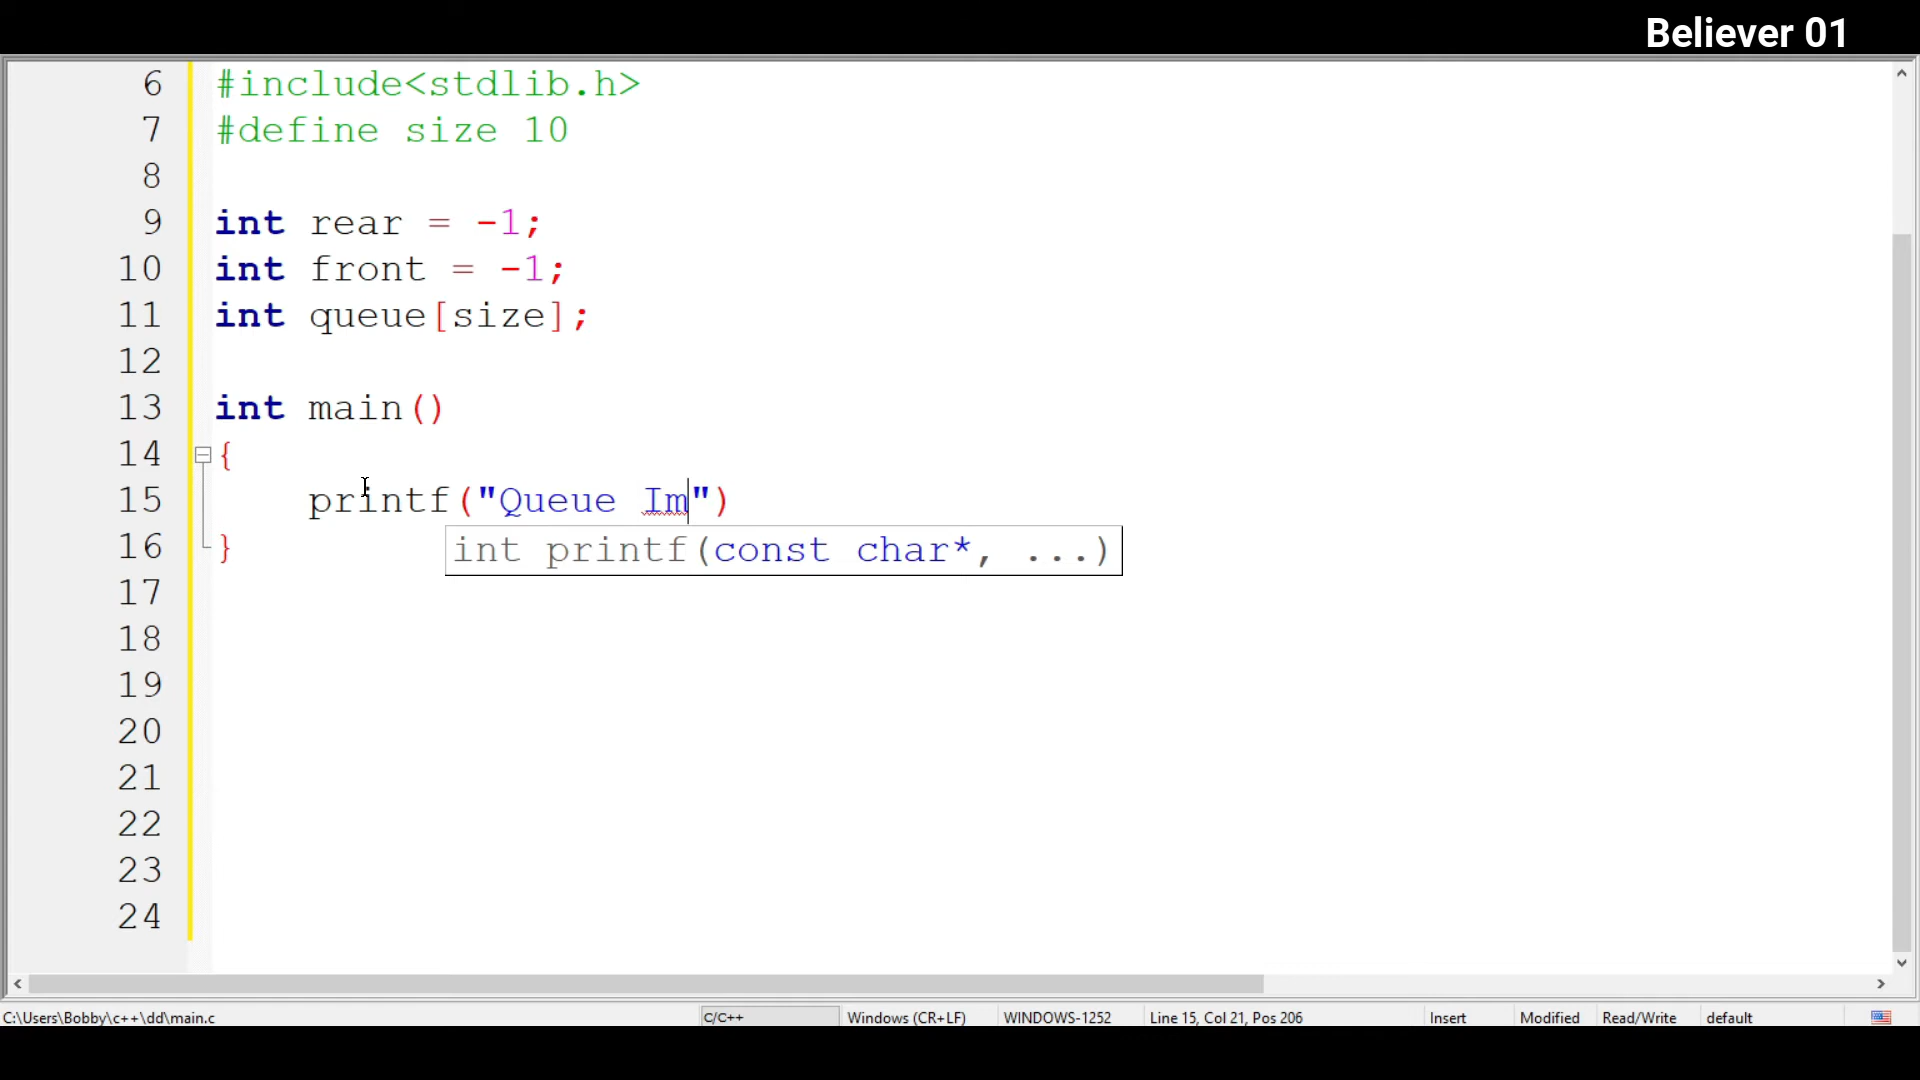 Believer 01
6 #include<stdlib.h>
7 #define size 10
8
9 int rear = -1;
10 int front = -1;
11 int queue[size];
12
13 int main()
14 {
15 printf("Queue Im")
16 }
int printf(const char*, ...)
17
18
19
20
21
22
23
24
C:\Users\Bobby\c++\dd\main.c C/C++ Windows (CR+LF) WINDOWS-1252 Line 15, Col 21, Pos 206 Insert Modified Read/Write default